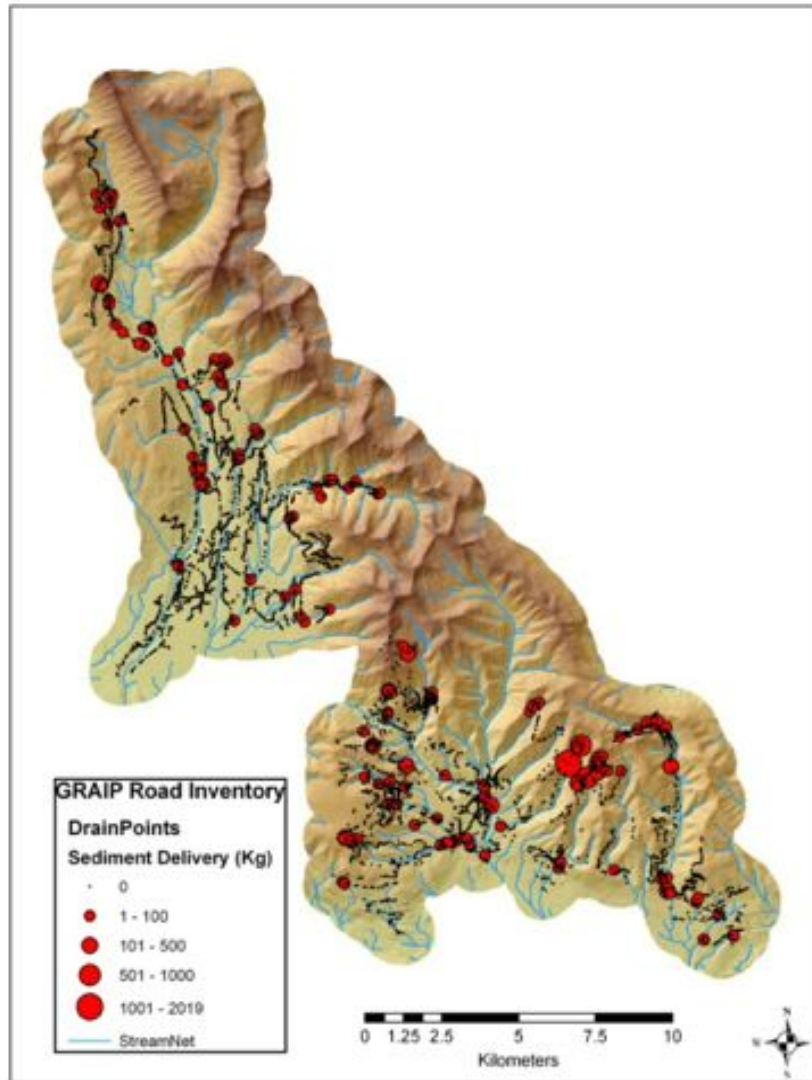 GRAIP Road Inventory
DrainPoints
Sediment Delivery (Kg)
0
1 - 100
101 - 500
501 - 1000
1001 - 2019
StreamNet
0 1.25 2.5 5 7.5 10
Kilometers
N
W E
S